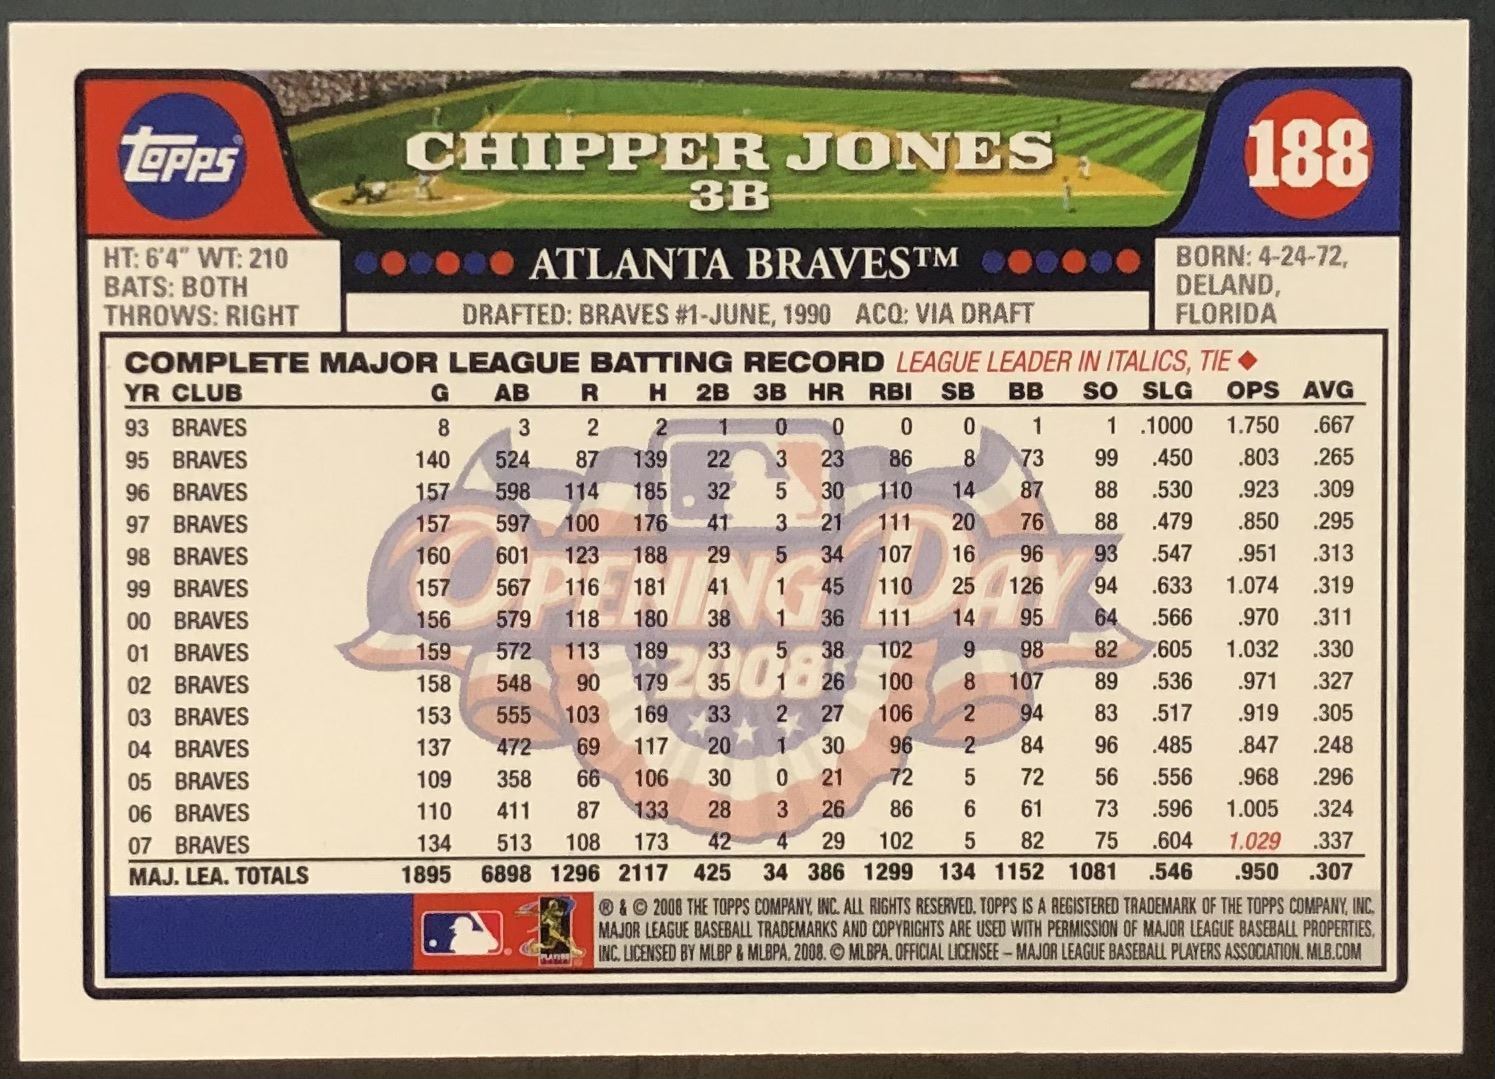 topps
CHIPPER JONES
3B
188
HT: 6'4" WT: 210
BATS: BOTH
THROWS: RIGHT
ATLANTA BRAVES™
DRAFTED: BRAVES #1-JUNE, 1990 ACQ: VIA DRAFT
BORN: 4-24-72,
DELAND,
FLORIDA
COMPLETE MAJOR LEAGUE BATTING RECORD LEAGUE LEADER IN ITALICS, TIE ◆
YR CLUB G AB R H 2B 3B HR RBI SB BB SO SLG OPS AVG
93 BRAVES 8 3 2 2 1 0 0 0 0 1 1 .1000 1.750 .667
95 BRAVES 140 524 87 139 22 3 23 86 8 73 99 .450 .803 .265
96 BRAVES 157 598 114 185 32 5 30 110 14 87 88 .530 .923 .309
97 BRAVES 157 597 100 176 41 3 21 111 20 76 88 .479 .850 .295
98 BRAVES 160 601 123 188 29 5 34 107 16 96 93 .547 .951 .313
99 BRAVES 157 567 116 181 41 1 45 110 25 126 94 .633 1.074 .319
00 BRAVES 156 579 118 180 38 1 36 111 14 95 64 .566 .970 .311
01 BRAVES 159 572 113 189 33 5 38 102 9 98 82 .605 1.032 .330
02 BRAVES 158 548 90 179 35 1 26 100 8 107 89 .536 .971 .327
03 BRAVES 153 555 103 169 33 2 27 106 2 94 83 .517 .919 .305
04 BRAVES 137 472 69 117 20 1 30 96 2 84 96 .485 .847 .248
05 BRAVES 109 358 66 106 30 0 21 72 5 72 56 .556 .968 .296
06 BRAVES 110 411 87 133 28 3 26 86 6 61 73 .596 1.005 .324
07 BRAVES 134 513 108 173 42 4 29 102 5 82 75 .604 1.029 .337
MAJ. LEA. TOTALS 1895 6898 1296 2117 425 34 386 1299 134 1152 1081 .546 .950 .307
OPENING DAY
2008
® & © 2008 THE TOPPS COMPANY, INC. ALL RIGHTS RESERVED. TOPPS IS A REGISTERED TRADEMARK OF THE TOPPS COMPANY, INC.
MAJOR LEAGUE BASEBALL TRADEMARKS AND COPYRIGHTS ARE USED WITH PERMISSION OF MAJOR LEAGUE BASEBALL PROPERTIES,
INC. LICENSED BY MLBP & MLBPA, 2008. © MLBPA. OFFICIAL LICENSEE – MAJOR LEAGUE BASEBALL PLAYERS ASSOCIATION. MLB.COM
PLAYERS